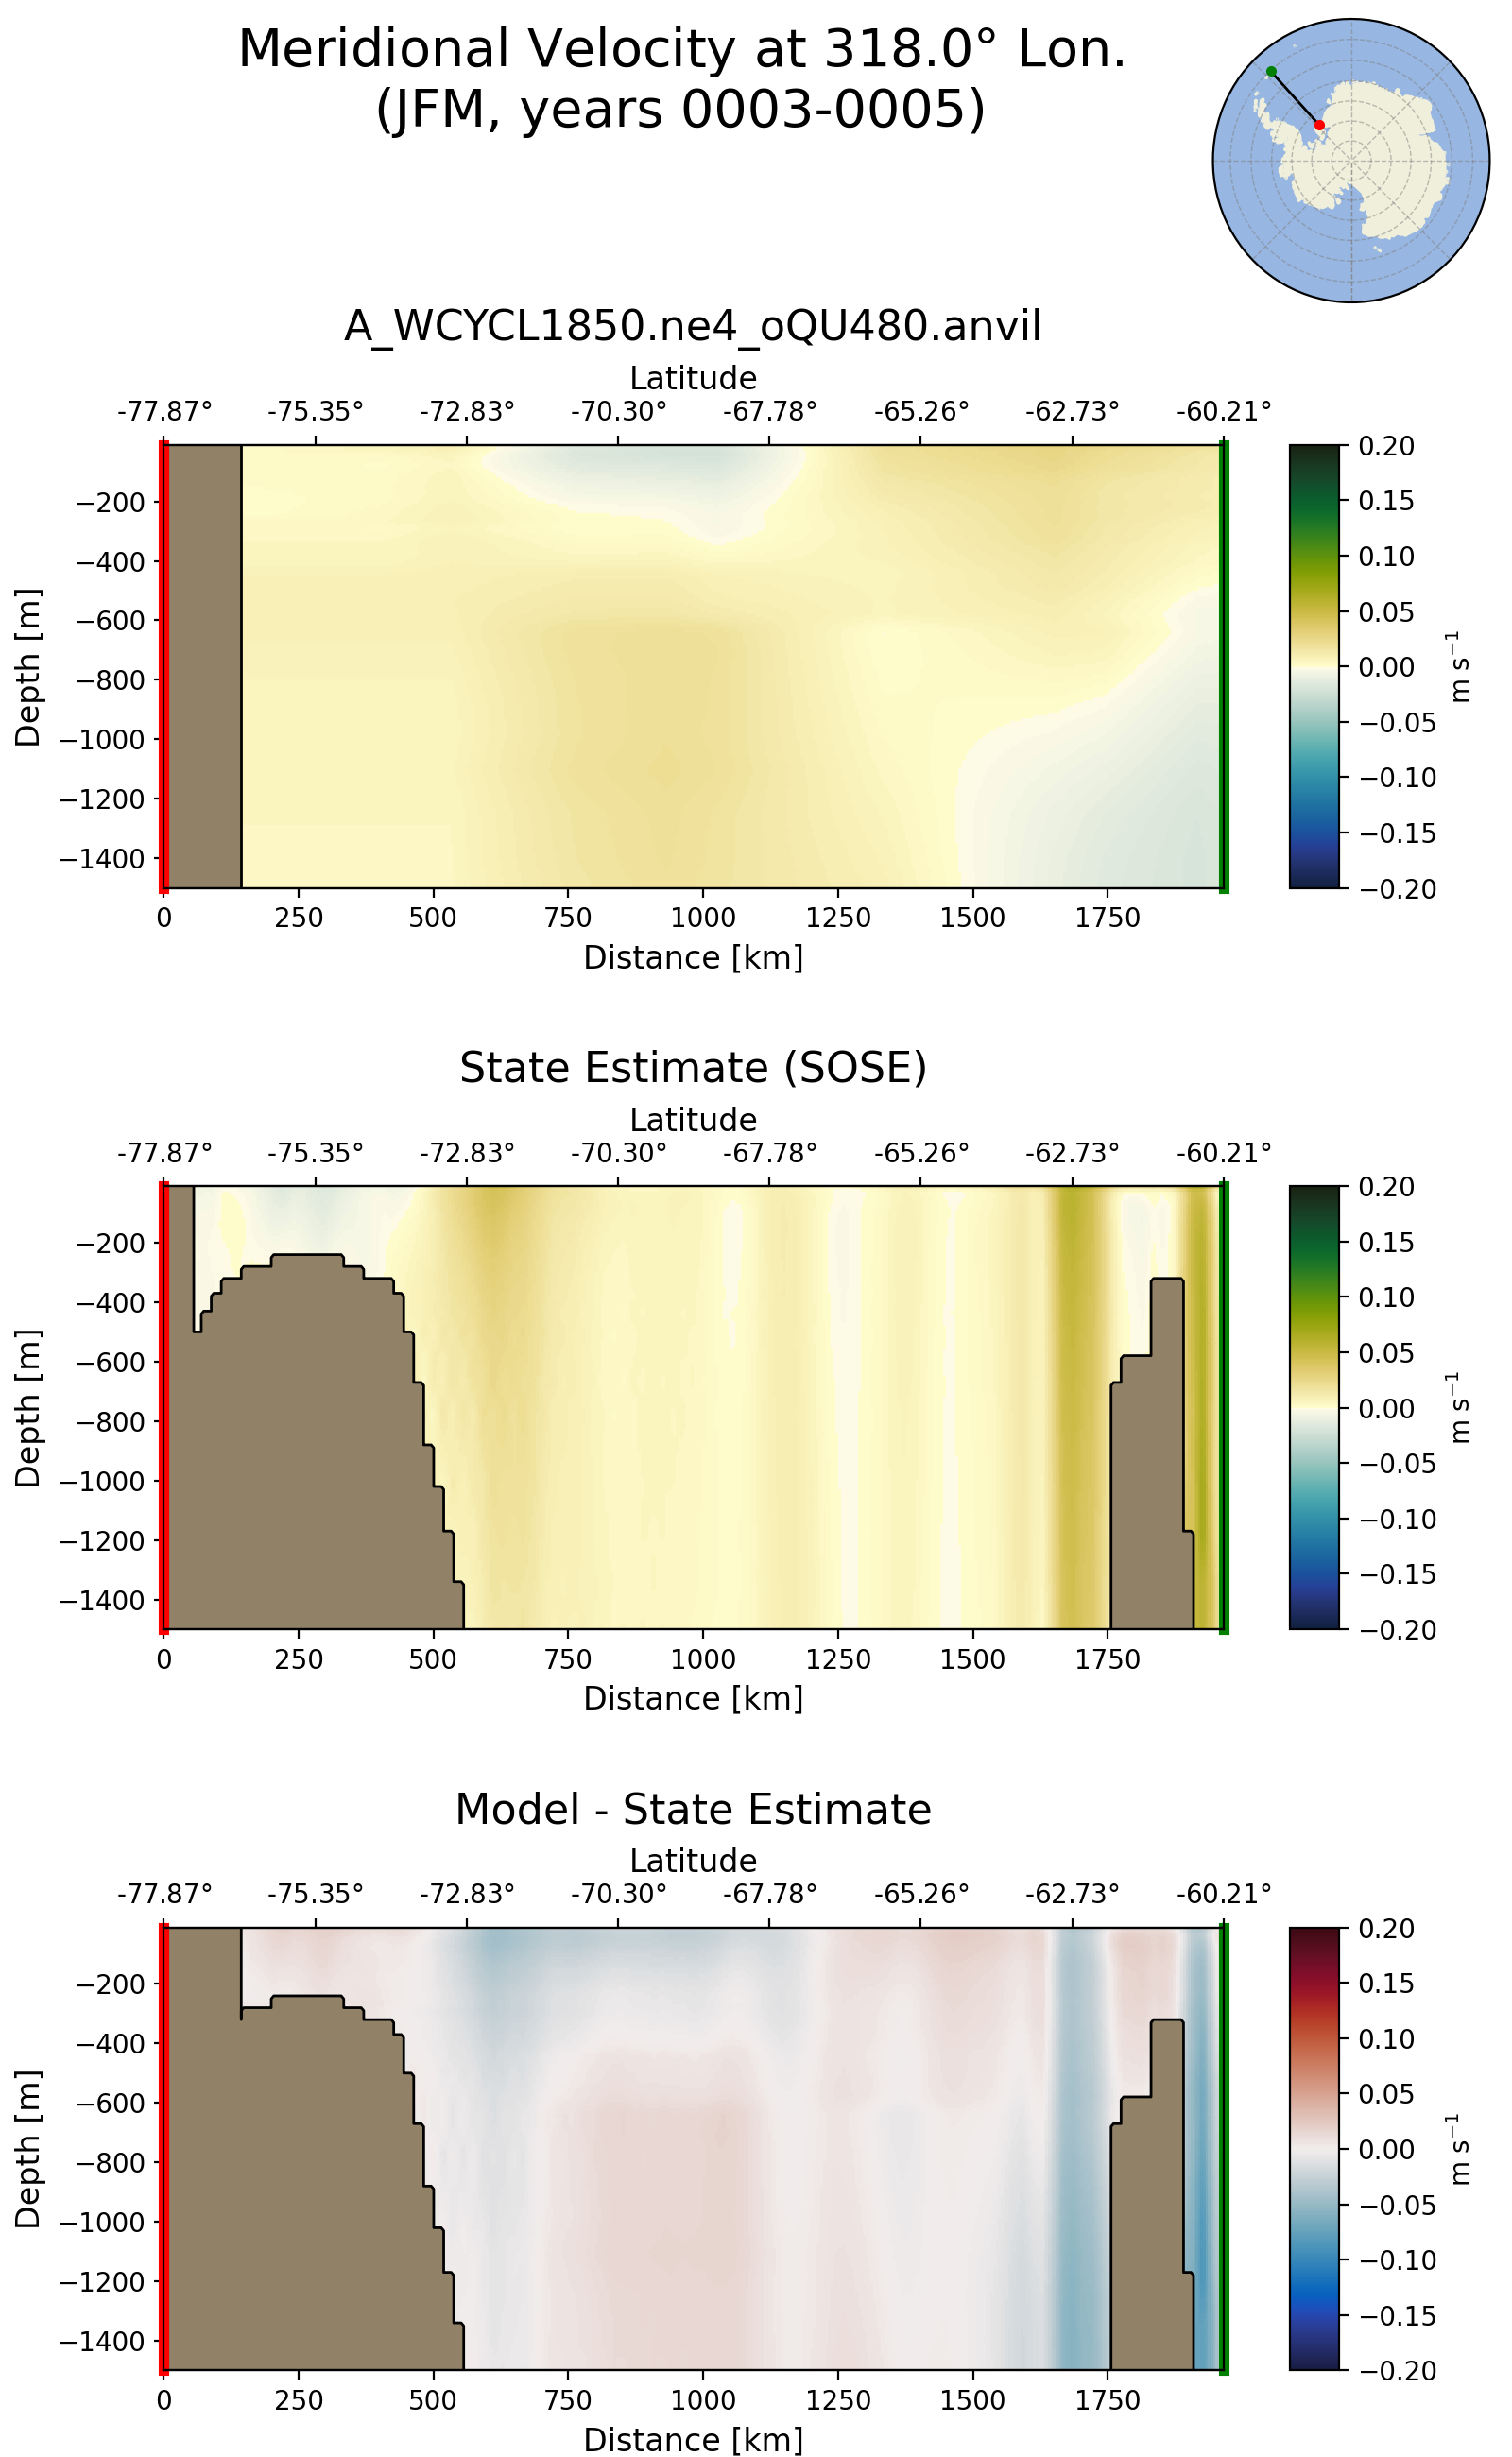 Meridional Velocity at 318.0° Lon.
(JFM, years 0003-0005)
A_WCYCL1850.ne4_oQU480.anvil
Latitude
-77.87° -75.35° -72.83° -70.30° -67.78° -65.26° -62.73° -60.21°
Depth [m]
−200
−400
−600
−800
−1000
−1200
−1400
0 250 500 750 1000 1250 1500 1750
Distance [km]
0.20
0.15
0.10
0.05
0.00
−0.05
−0.10
−0.15
−0.20
m s⁻¹
State Estimate (SOSE)
Latitude
-77.87° -75.35° -72.83° -70.30° -67.78° -65.26° -62.73° -60.21°
Depth [m]
−200
−400
−600
−800
−1000
−1200
−1400
0 250 500 750 1000 1250 1500 1750
Distance [km]
0.20
0.15
0.10
0.05
0.00
−0.05
−0.10
−0.15
−0.20
m s⁻¹
Model - State Estimate
Latitude
-77.87° -75.35° -72.83° -70.30° -67.78° -65.26° -62.73° -60.21°
Depth [m]
−200
−400
−600
−800
−1000
−1200
−1400
0 250 500 750 1000 1250 1500 1750
Distance [km]
0.20
0.15
0.10
0.05
0.00
−0.05
−0.10
−0.15
−0.20
m s⁻¹